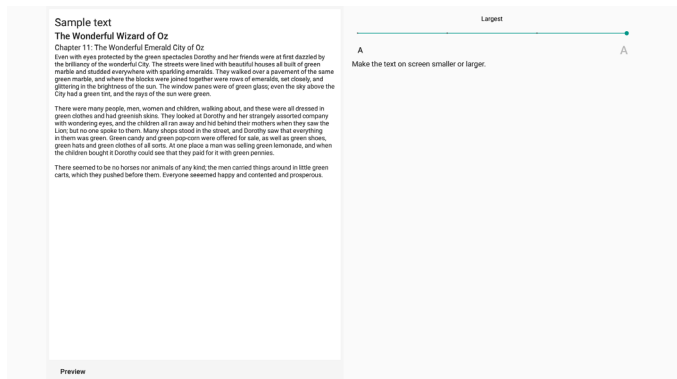 Sample text
The Wonderful Wizard of Oz
Chapter 11: The Wonderful Emerald City of Oz
Even with eyes protected by the green spectacles Dorothy and her friends were at first dazzled by
the brilliancy of the wonderful City. The streets were lined with beautiful houses all built of green
marble and studded everywhere with sparkling emeralds. They walked over a pavement of the same
green marble, and where the blocks were joined together were rows of emeralds, set closely, and
glittering in the brightness of the sun. The window panes were of green glass; even the sky above the
City had a green tint, and the rays of the sun were green.
There were many people, men, women and children, walking about, and these were all dressed in
green clothes and had greenish skins. They looked at Dorothy and her strangely assorted company
with wondering eyes, and the children all ran away and hid behind their mothers when they saw the
Lion; but no one spoke to them. Many shops stood in the street, and Dorothy saw that everything
in them was green. Green candy and green pop-corn were offered for sale, as well as green shoes,
green hats and green clothes of all sorts. At one place a man was selling green lemonade, and when
the children bought it Dorothy could see that they paid for it with green pennies.
There seemed to be no horses nor animals of any kind; the men carried things around in little green
carts, which they pushed before them. Everyone seeemed happy and contented and prosperous.
Preview
Largest
A A
Make the text on screen smaller or larger.